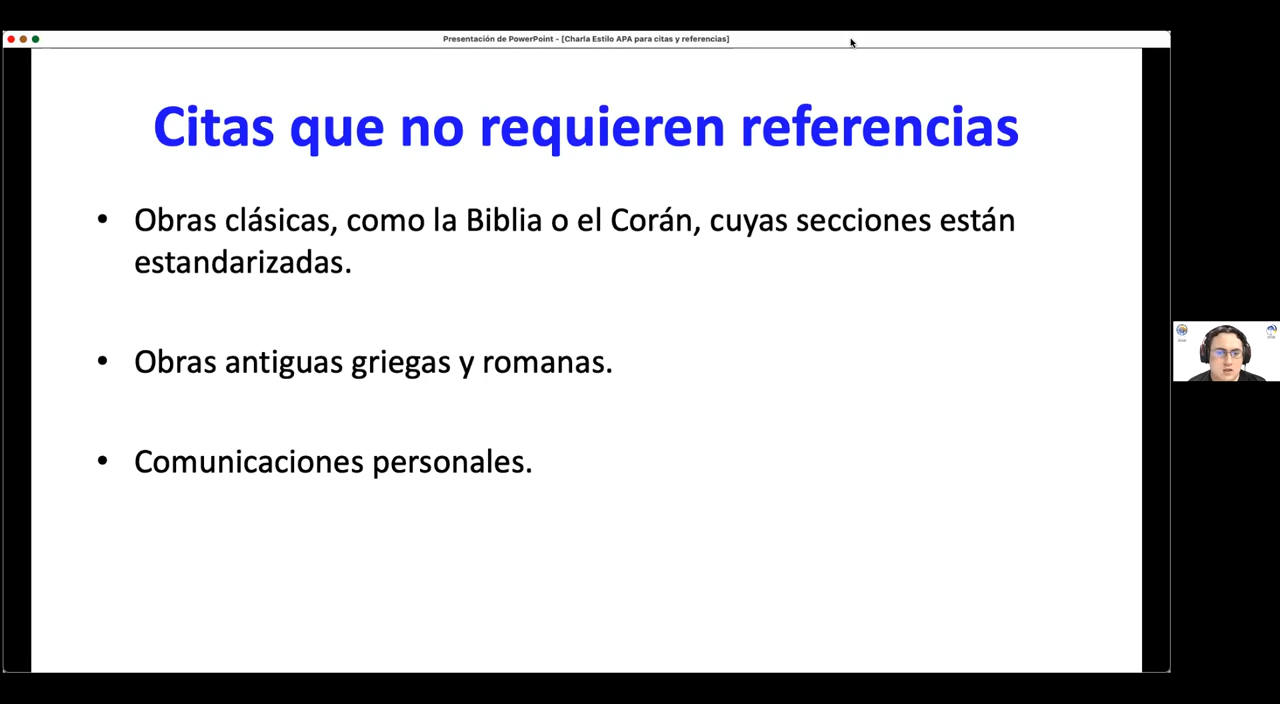 Presentación de PowerPoint - [Charla Estilo APA para citas y referencias]
Citas que no requieren referencias
• Obras clásicas, como la Biblia o el Corán, cuyas secciones están
estandarizadas.
• Obras antiguas griegas y romanas.
• Comunicaciones personales.